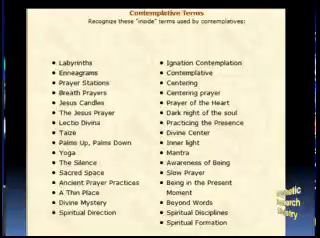 Contemplative Terms
Recognize these "inside" terms used by contemplatives:
Labyrinths
Enneagrams
Prayer Stations
Breath Prayers
Jesus Candles
The Jesus Prayer
Lectio Divina
Taize
Palms Up, Palms Down
Yoga
The Silence
Sacred Space
Ancient Prayer Practices
A Thin Place
Divine Mystery
Spiritual Direction
Ignation Contemplation
Contemplative
Centering
Centering prayer
Prayer of the Heart
Dark night of the soul
Practicing the Presence
Divine Center
Inner light
Mantra
Awareness of Being
Slow Prayer
Being in the Present
Moment
Beyond Words
Spiritual Disciplines
Spiritual Formation